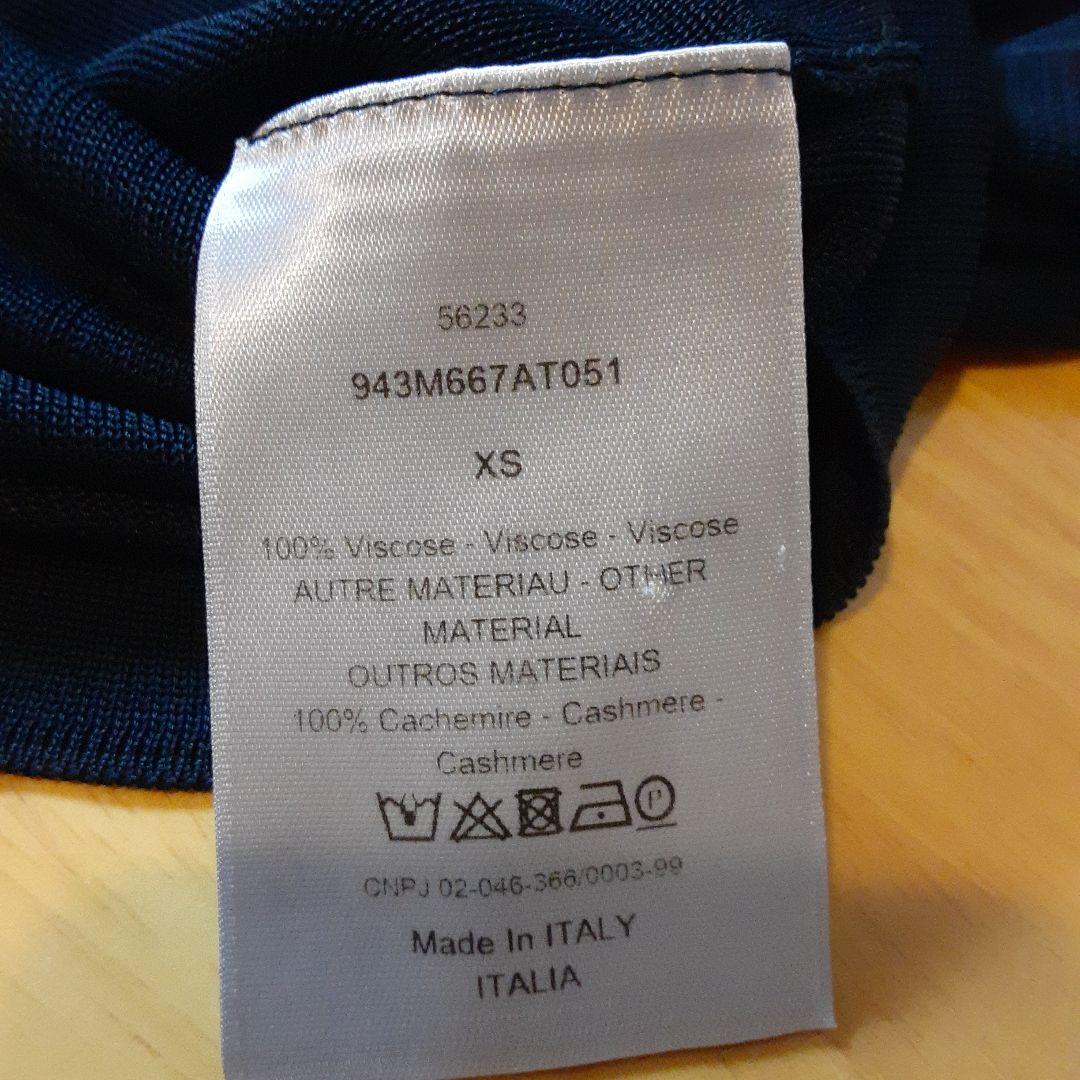 56233
943M667AT051
XS
100% Viscose - Viscose - Viscose
AUTRE MATERIAU - OTHER
MATERIAL
OUTROS MATERIAIS
100% Cachemire - Cashmere -
Cashmere
P
CNPJ 02-046-366/0003-99
Made In ITALY
ITALIA